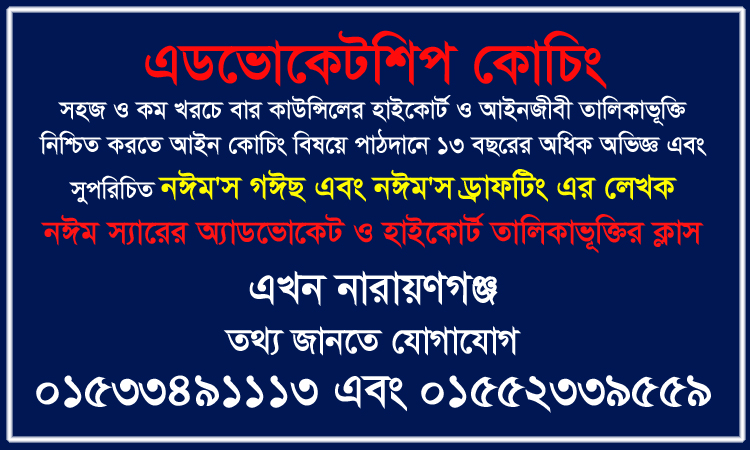 এডভোকেটশিপ কোচিং
সহজ ও কম খরচে বার কাউন্সিলের হাইকোর্ট ও আইনজীবী তালিকাভূক্তি
নিশ্চিত করতে আইন কোচিং বিষয়ে পাঠদানে ১৩ বছরের অধিক অভিজ্ঞ এবং
সুপরিচিত নঈম'স গঈছ এবং নঈম'স ড্রাফটিং এর লেখক
নঈম স্যারের অ্যাডভোকেট ও হাইকোর্ট তালিকাভূক্তির ক্লাস
এখন নারায়ণগঞ্জ
তথ্য জানতে যোগাযোগ
০১৫৩৩৪৯১১১৩ এবং ০১৫৫২৩৩৯৫৫৯